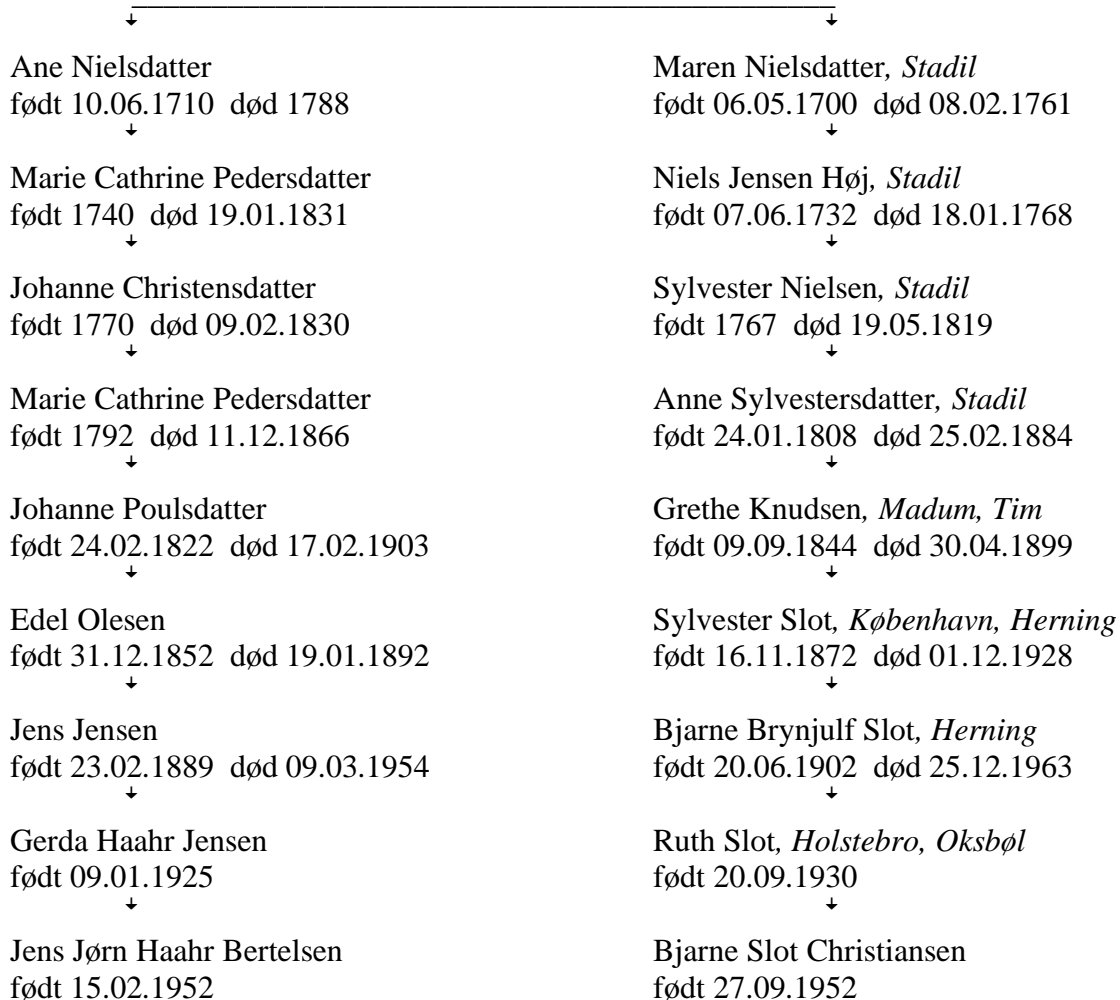 Ane Nielsdatter
født 10.06.1710 død 1788
Maren Nielsdatter, Stadil
født 06.05.1700 død 08.02.1761
Marie Cathrine Pedersdatter
født 1740 død 19.01.1831
Niels Jensen Høj, Stadil
født 07.06.1732 død 18.01.1768
Johanne Christensdatter
født 1770 død 09.02.1830
Sylvester Nielsen, Stadil
født 1767 død 19.05.1819
Marie Cathrine Pedersdatter
født 1792 død 11.12.1866
Anne Sylvestersdatter, Stadil
født 24.01.1808 død 25.02.1884
Johanne Poulsdatter
født 24.02.1822 død 17.02.1903
Grethe Knudsen, Madum, Tim
født 09.09.1844 død 30.04.1899
Edel Olesen
født 31.12.1852 død 19.01.1892
Sylvester Slot, København, Herning
født 16.11.1872 død 01.12.1928
Jens Jensen
født 23.02.1889 død 09.03.1954
Bjarne Brynjulf Slot, Herning
født 20.06.1902 død 25.12.1963
Gerda Haahr Jensen
født 09.01.1925
Ruth Slot, Holstebro, Oksbøl
født 20.09.1930
Jens Jørn Haahr Bertelsen
født 15.02.1952
Bjarne Slot Christiansen
født 27.09.1952